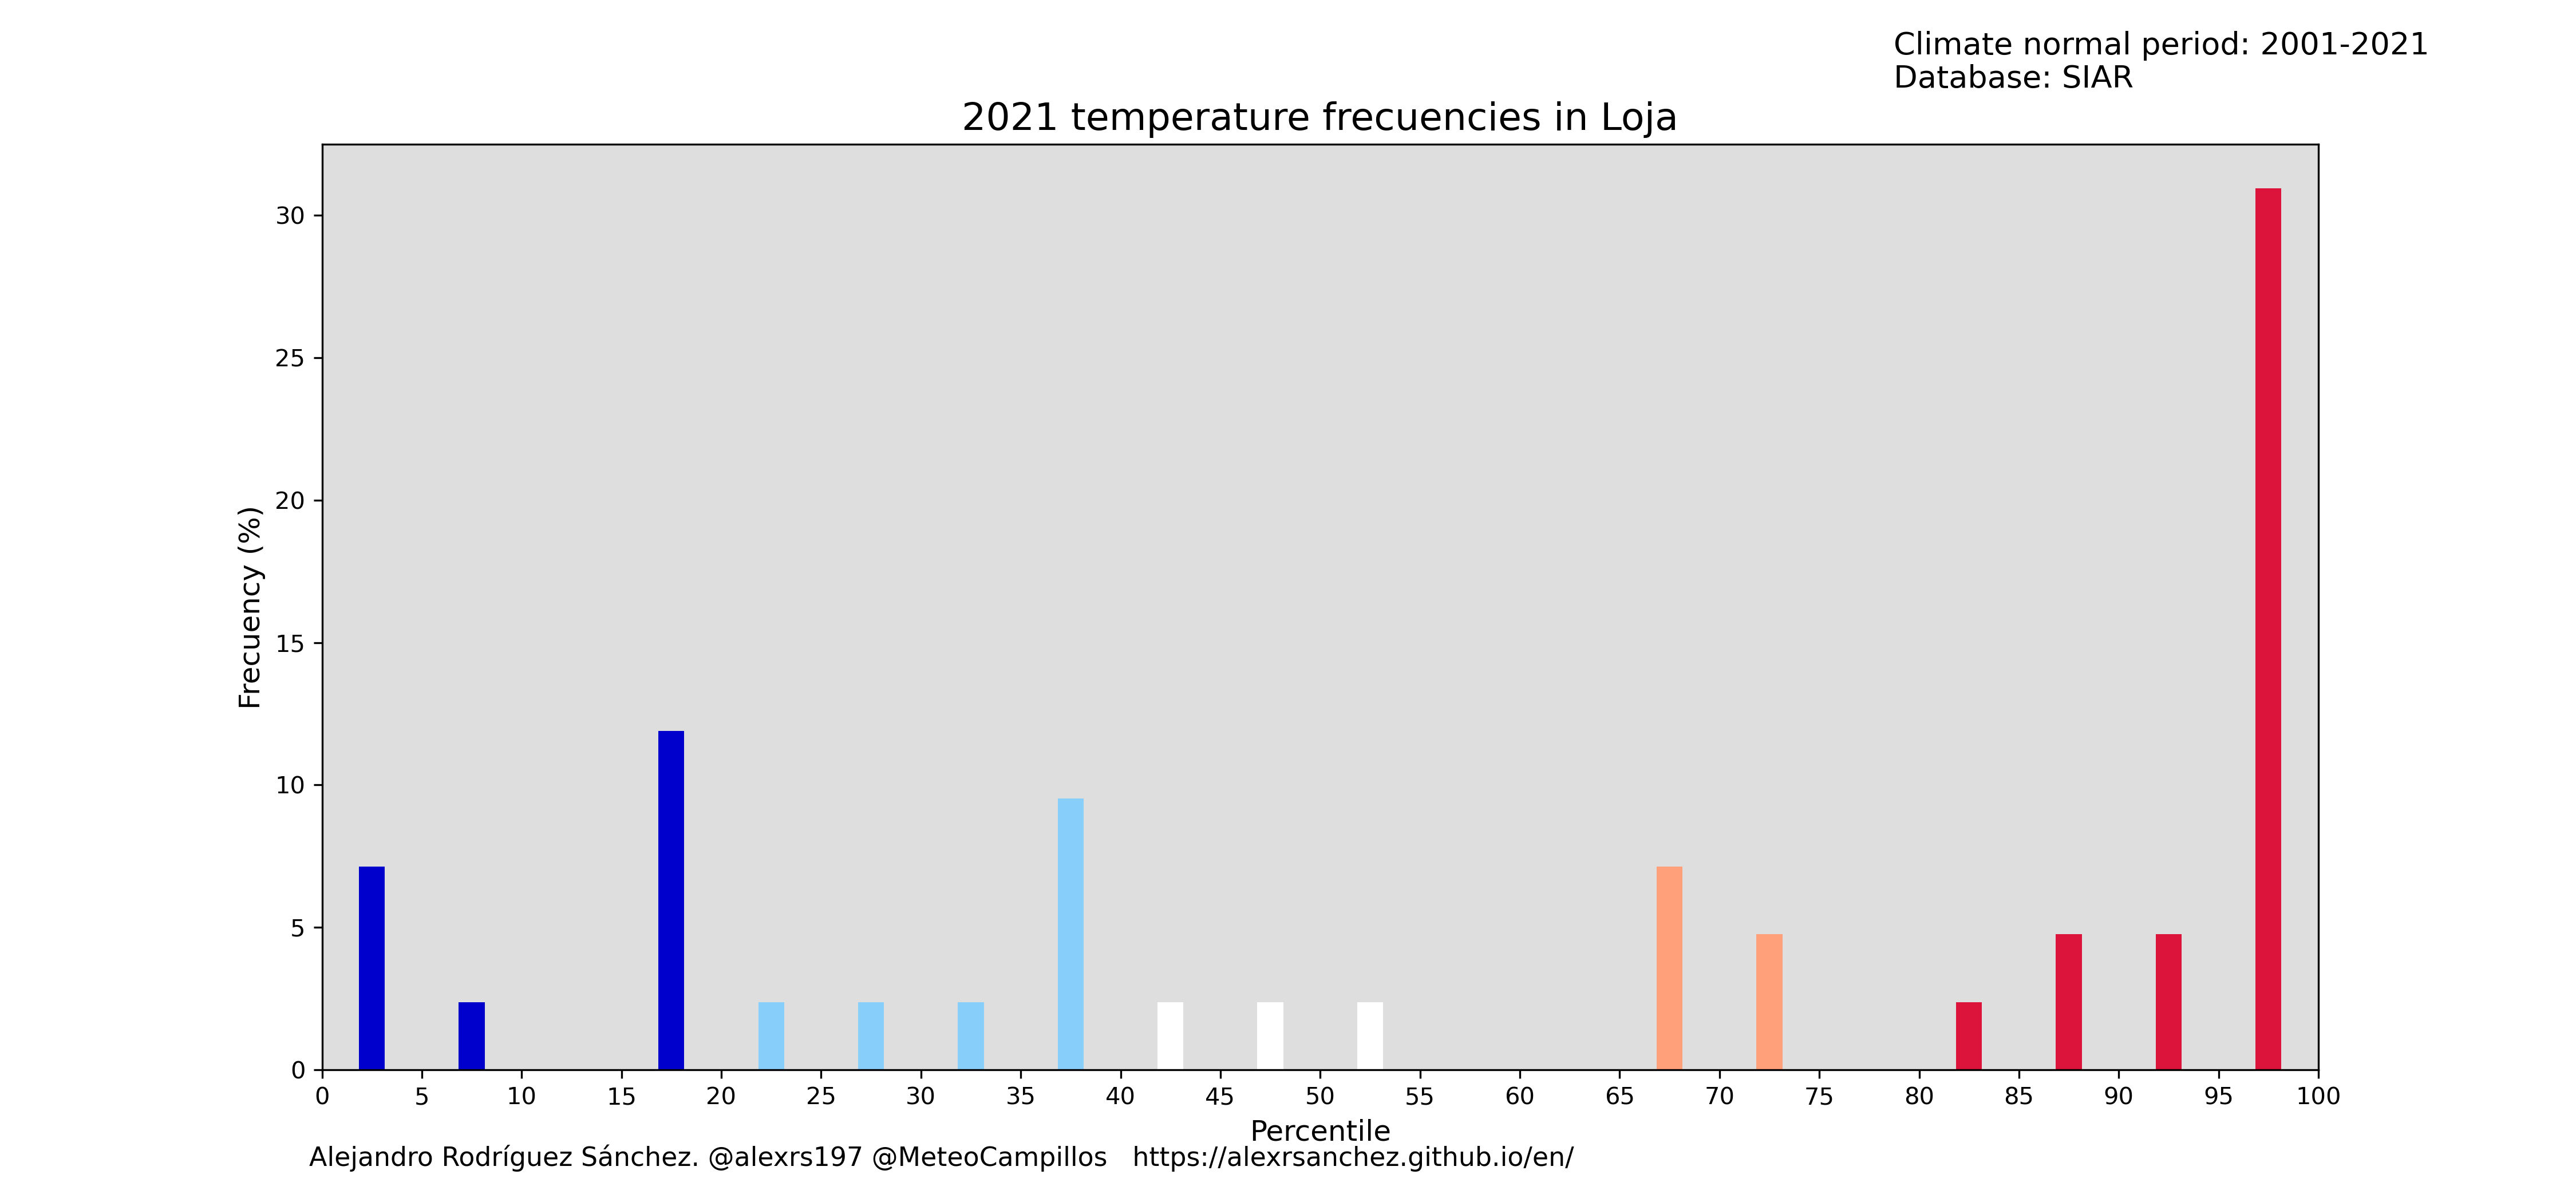 Climate normal period: 2001-2021
Database: SIAR
2021 temperature frecuencies in Loja
Frecuency (%)
30
25
20
15
10
5
0
0 5 10 15 20 25 30 35 40 45 50 55 60 65 70 75 80 85 90 95 100
Percentile
Alejandro Rodríguez Sánchez. @alexrs197 @MeteoCampillos https://alexrsanchez.github.io/en/